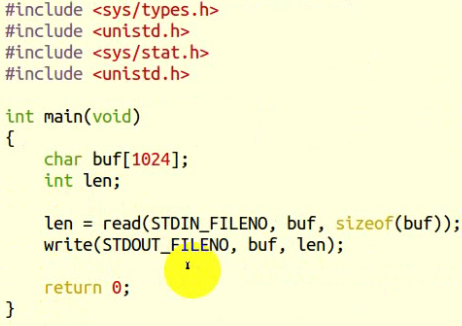 #include <sys/types.h>
#include <unistd.h>
#include <sys/stat.h>
#include <unistd.h>
int main(void)
{
char buf[1024];
int len;
len = read(STDIN_FILENO, buf, sizeof(buf));
write(STDOUT_FILENO, buf, len);
return 0;
}